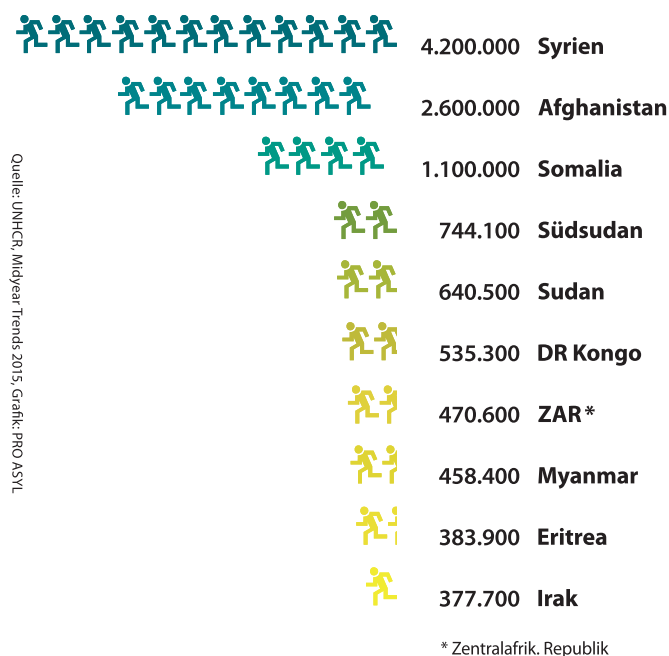 4.200.000 Syrien
2.600.000 Afghanistan
1.100.000 Somalia
744.100 Südsudan
640.500 Sudan
535.300 DR Kongo
470.600 ZAR*
458.400 Myanmar
383.900 Eritrea
377.700 Irak
* Zentralafrik. Republik
Quelle: UNHCR, Midyear Trends 2015, Grafik: PRO ASYL